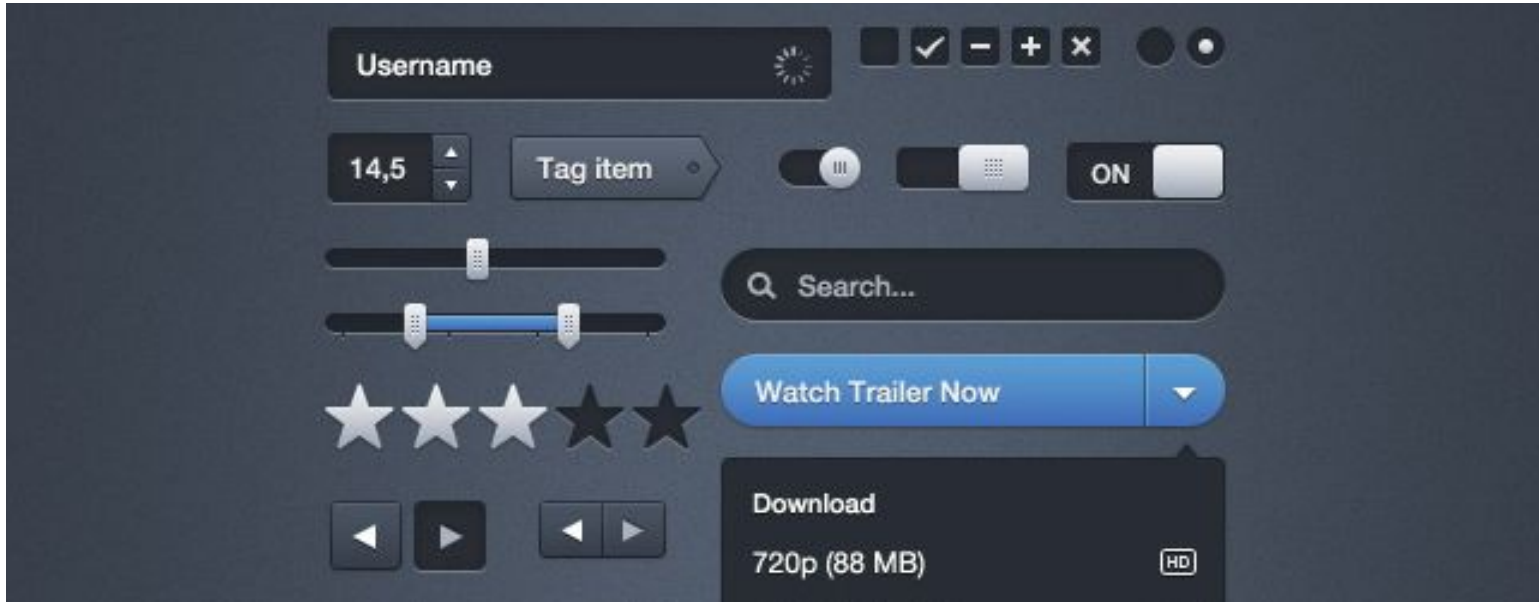 Username
14,5
Tag item
ON
Search...
Watch Trailer Now
Download
720p (88 MB)
HD